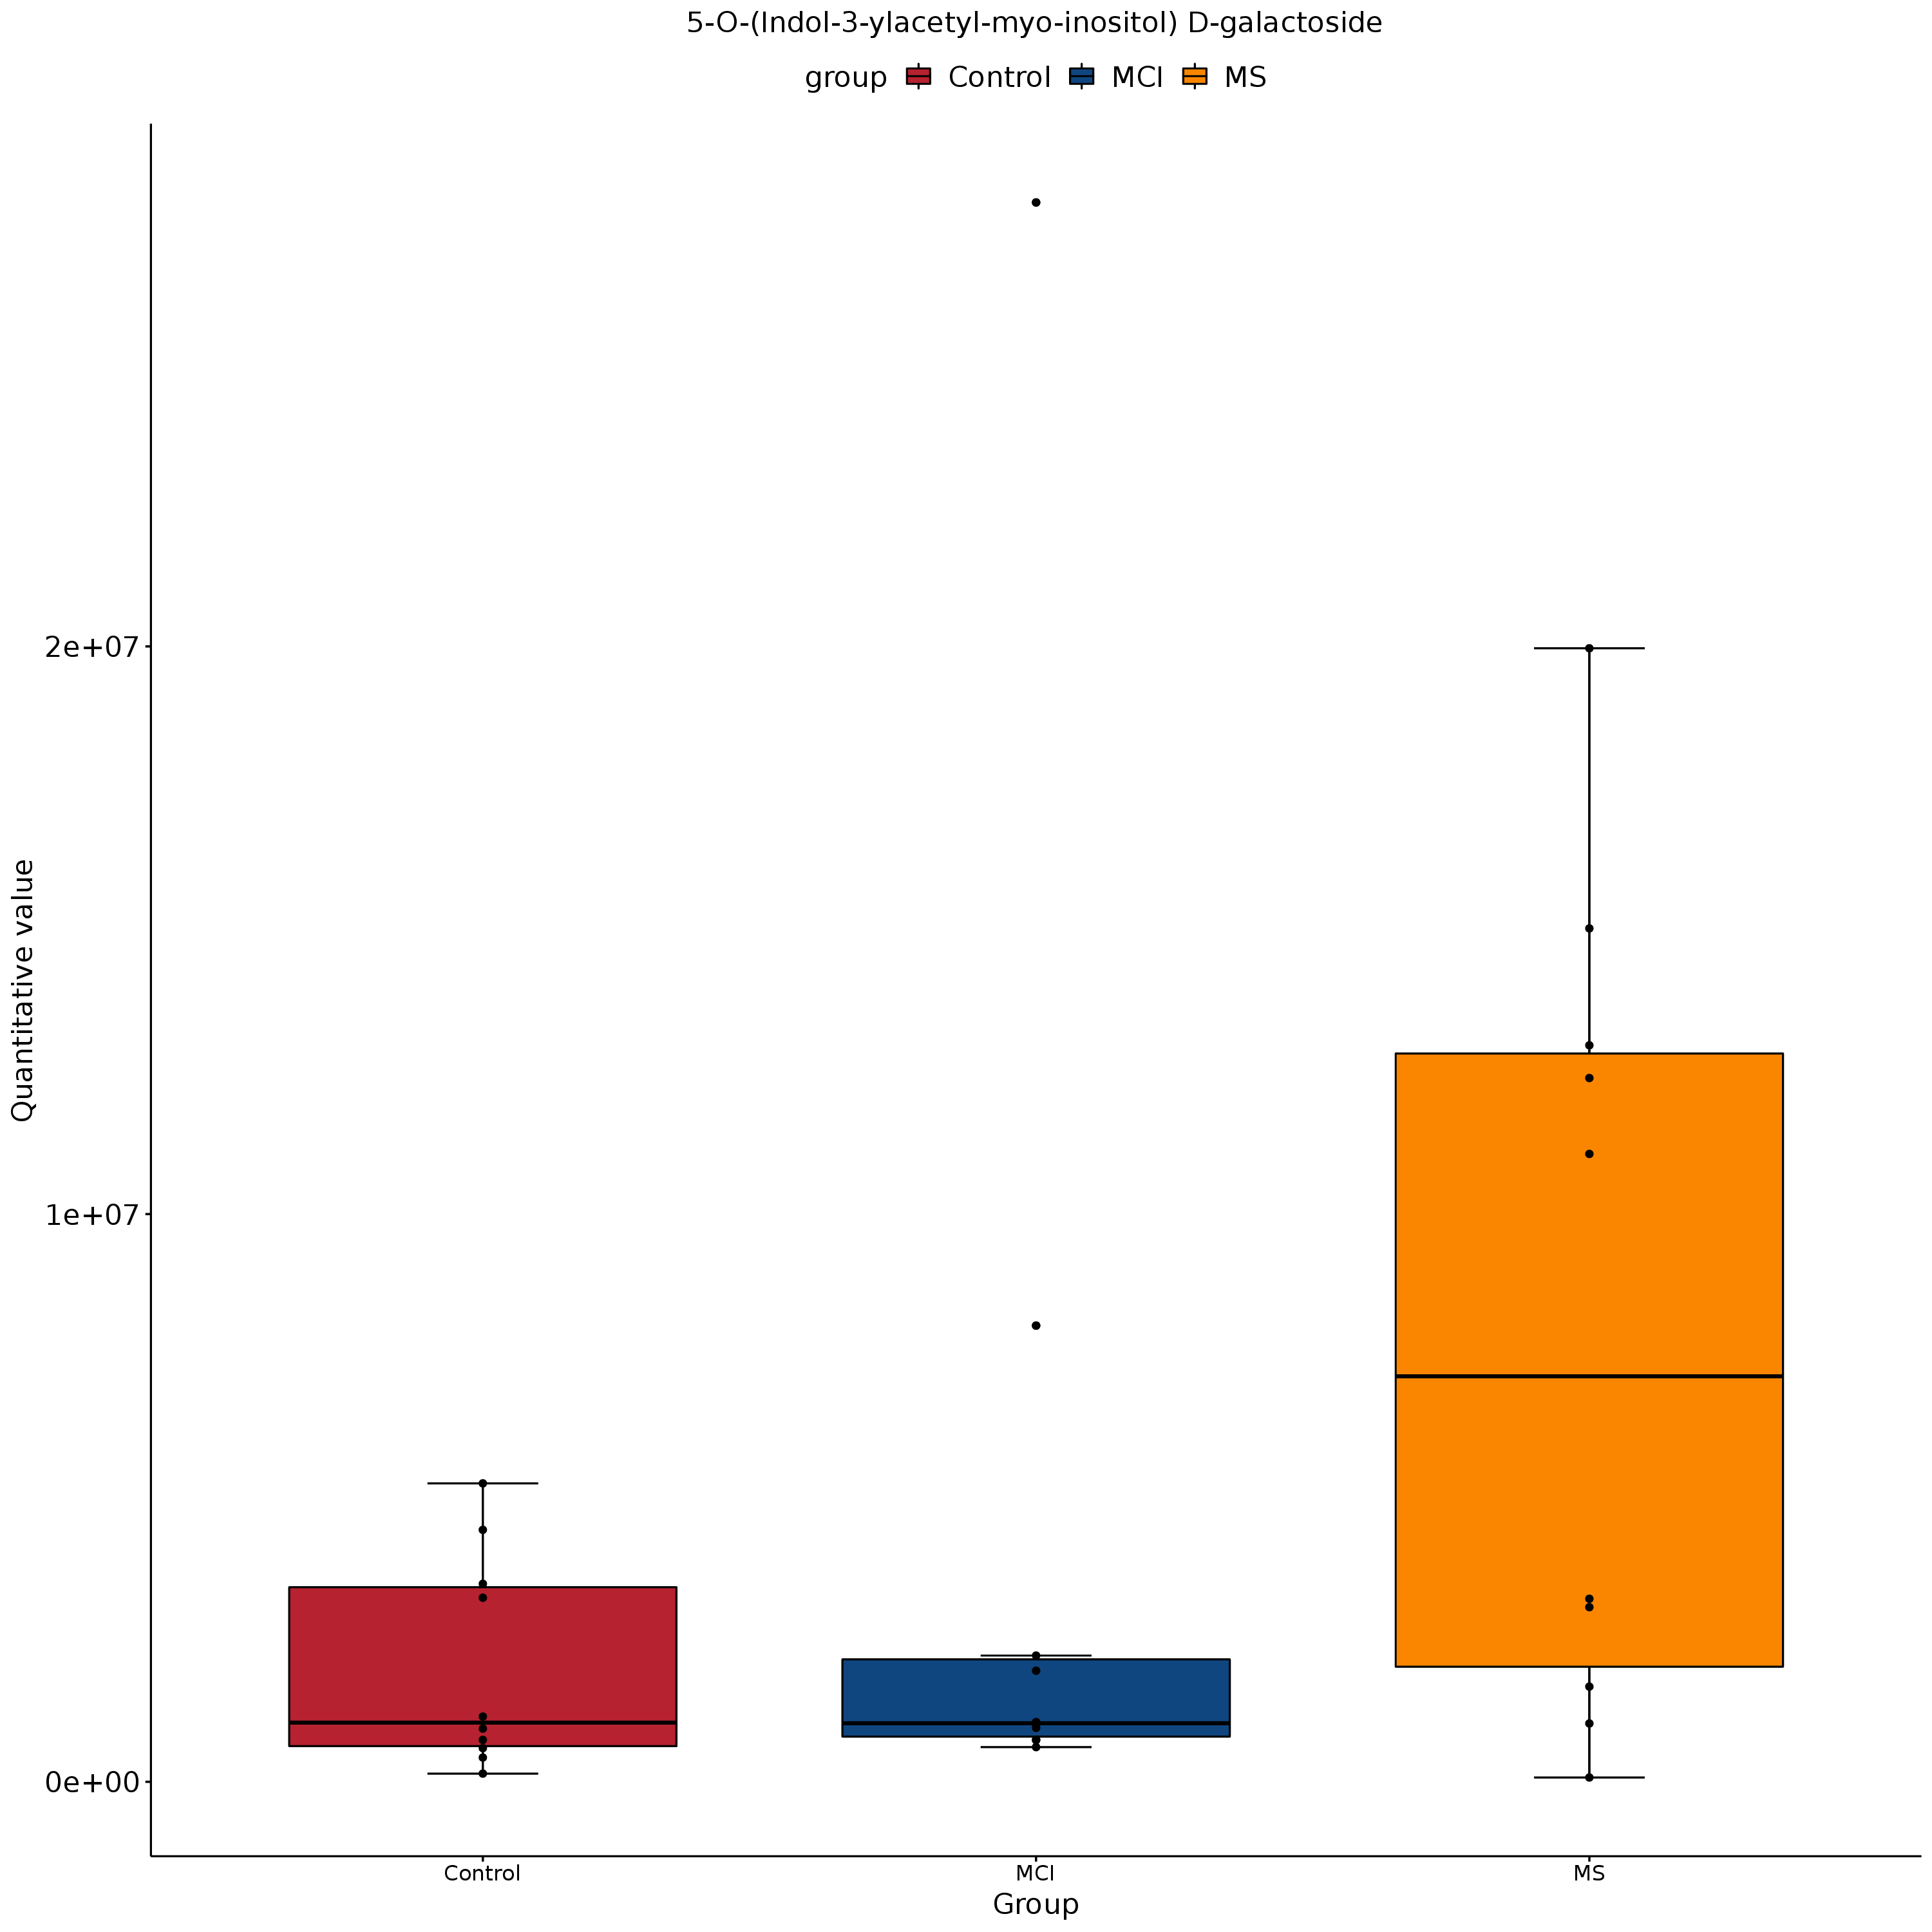 5-O-(Indol-3-ylacetyl-myo-inositol) D-galactoside
group Control MCI MS
Quantitative value
2e+07
1e+07
0e+00
Control MCI MS
Group